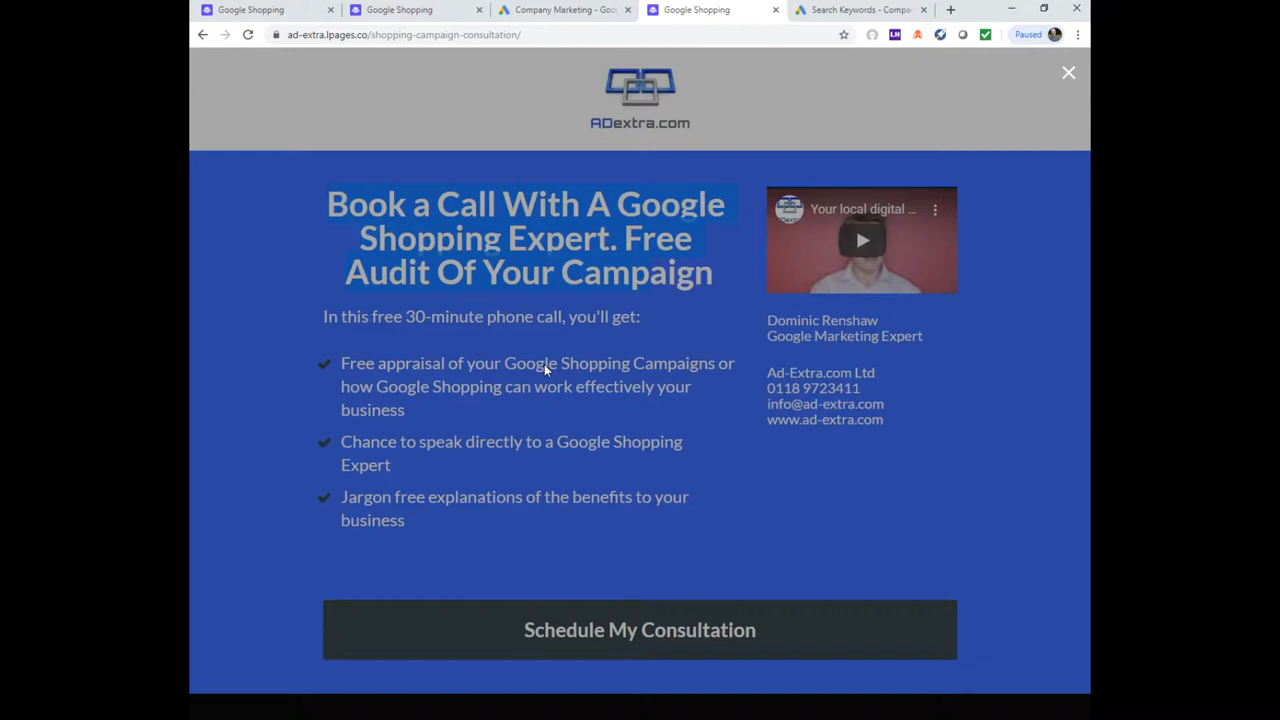 Google Shopping
Google Shopping
Company Marketing - Goo
Google Shopping
Search Keywords - Compa
ad-extra.lpages.co/shopping-campaign-consultation/
LH
Paused
ADextra.com
Book a Call With A Google
Shopping Expert. Free
Audit Of Your Campaign
In this free 30-minute phone call, you'll get:
Free appraisal of your Google Shopping Campaigns or
how Google Shopping can work effectively your
business
Chance to speak directly to a Google Shopping
Expert
Jargon free explanations of the benefits to your
business
Your local digital ...
Dominic Renshaw
Google Marketing Expert
Ad-Extra.com Ltd
0118 9723411
info@ad-extra.com
www.ad-extra.com
Schedule My Consultation